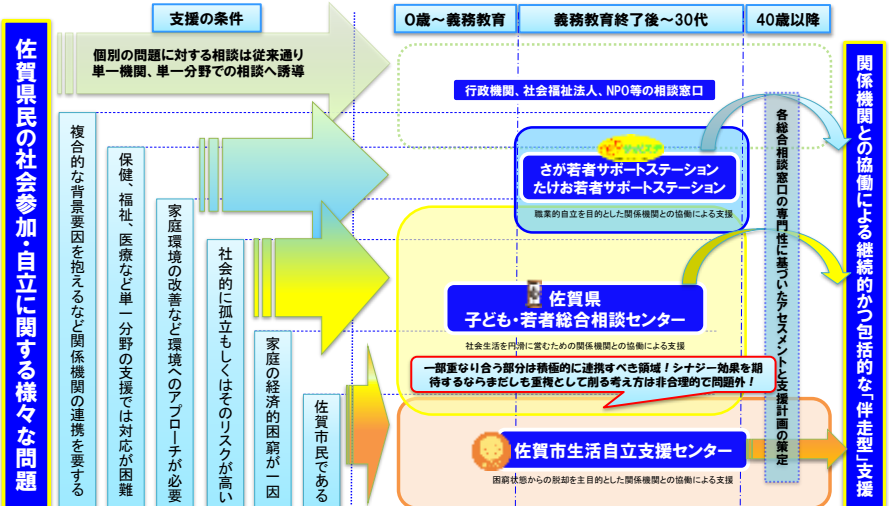 支援の条件
0歳～義務教育
義務教育終了後～30代
40歳以降
佐賀県民の社会参加・自立に関する様々な問題
個別の問題に対する相談は従来通り
単一機関、単一分野での相談へ誘導
複合的な背景要因を抱えるなど関係機関の連携を要する
保健、福祉、医療など単一分野の支援では対応が困難
家庭環境の改善など環境へのアプローチが必要
社会的に孤立もしくはそのリスクが高い
家庭の経済的困窮が一因
佐賀市民である
行政機関、社会福祉法人、NPO等の相談窓口
さが若者サポートステーション
たけお若者サポートステーション
職業的自立を目的とした関係機関との協働による支援
佐賀県
子ども・若者総合相談センター
社会生活を円滑に営むための関係機関との協働による支援
一部重なり合う部分は積極的に連携すべき領域！シナジー効果を期
待するならまだしも重複として削る考え方は非合理的で問題外！
佐賀市生活自立支援センター
困窮状態からの脱却を主目的とした関係機関との協働による支援
各総合相談窓口の専門性に基づいたアセスメントと支援計画の策定
関係機関との協働による継続的かつ包括的な「伴走型」支援